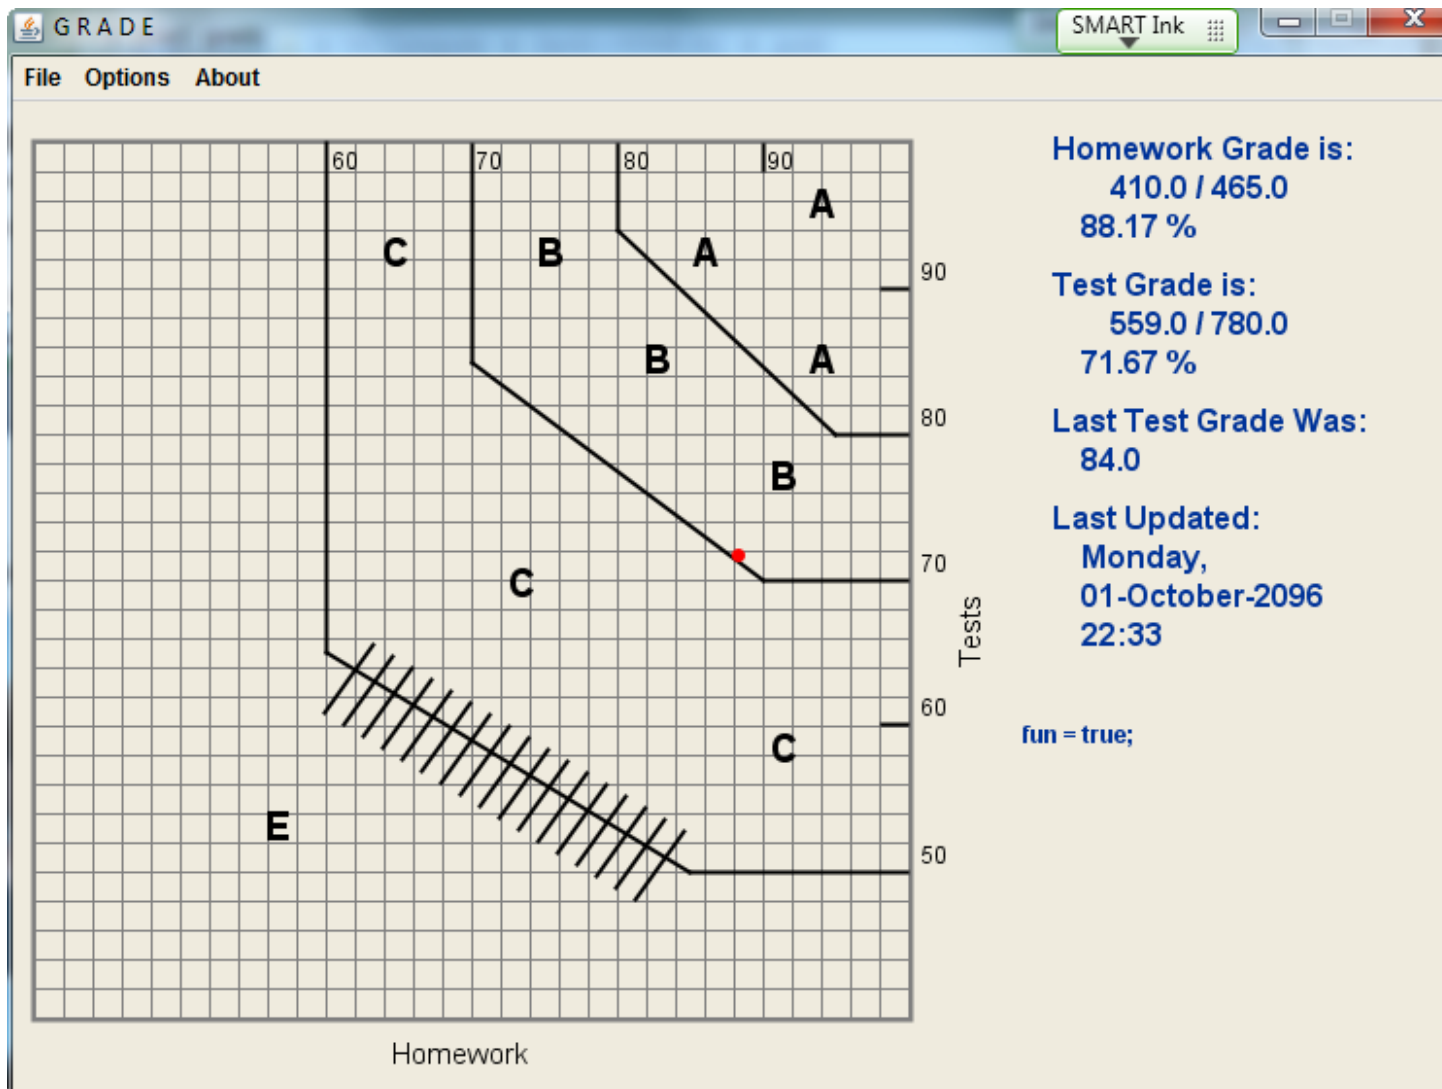 G R A D E
SMART Ink
File Options About
60 70 80 90
A
C B A
90
B A
80
B
70
C
Tests
60
C
E
50
Homework
Homework Grade is:
410.0 / 465.0
88.17 %
Test Grade is:
559.0 / 780.0
71.67 %
Last Test Grade Was:
84.0
Last Updated:
Monday,
01-October-2096
22:33
fun = true;